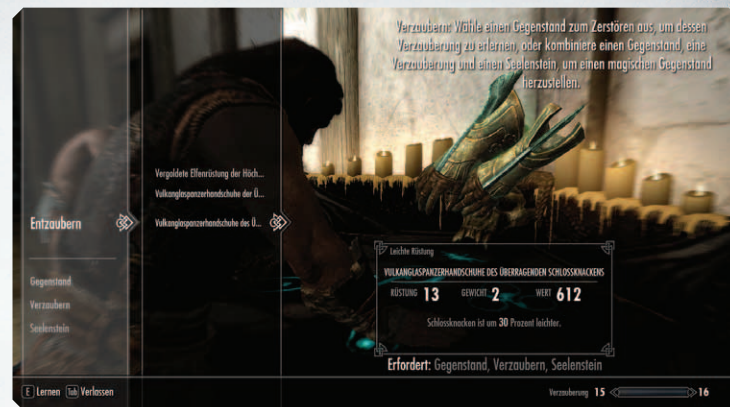 Verzaubern: Wähle einen Gegenstand zum Zerstören aus, um dessen
Verzauberung zu erlernen, oder kombiniere einen Gegenstand, eine
Verzauberung und einen Seelenstein, um einen magischen Gegenstand
herzustellen.
Vergoldete Elfenrüstung der Höch...
Vulkanglaspanzerhandschuhe der Ü...
Entzaubern
Vulkanglaspanzerhandschuhe des Ü...
Gegenstand
Verzaubern
Seelenstein
Leichte Rüstung
VULKANGLASPANZERHANDSCHUHE DES ÜBERRAGENDEN SCHLOSSKNACKENS
RÜSTUNG 13 GEWICHT 2 WERT 612
Schlossknacken ist um 30 Prozent leichter.
Erfordert: Gegenstand, Verzaubern, Seelenstein
E Lernen Tab Verlassen
Verzauberung 15 16